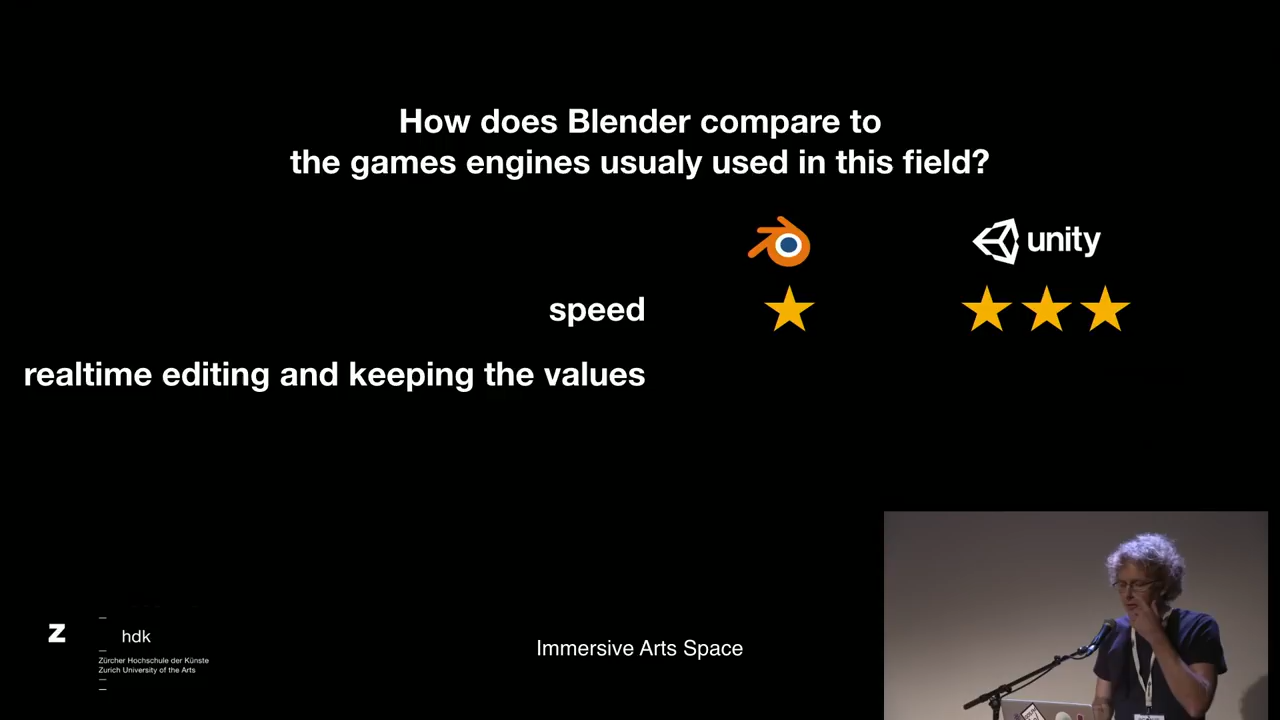 How does Blender compare to
the games engines usualy used in this field?
unity
speed
realtime editing and keeping the values
Z
hdk
Zürcher Hochschule der Künste
Zurich University of the Arts
Immersive Arts Space